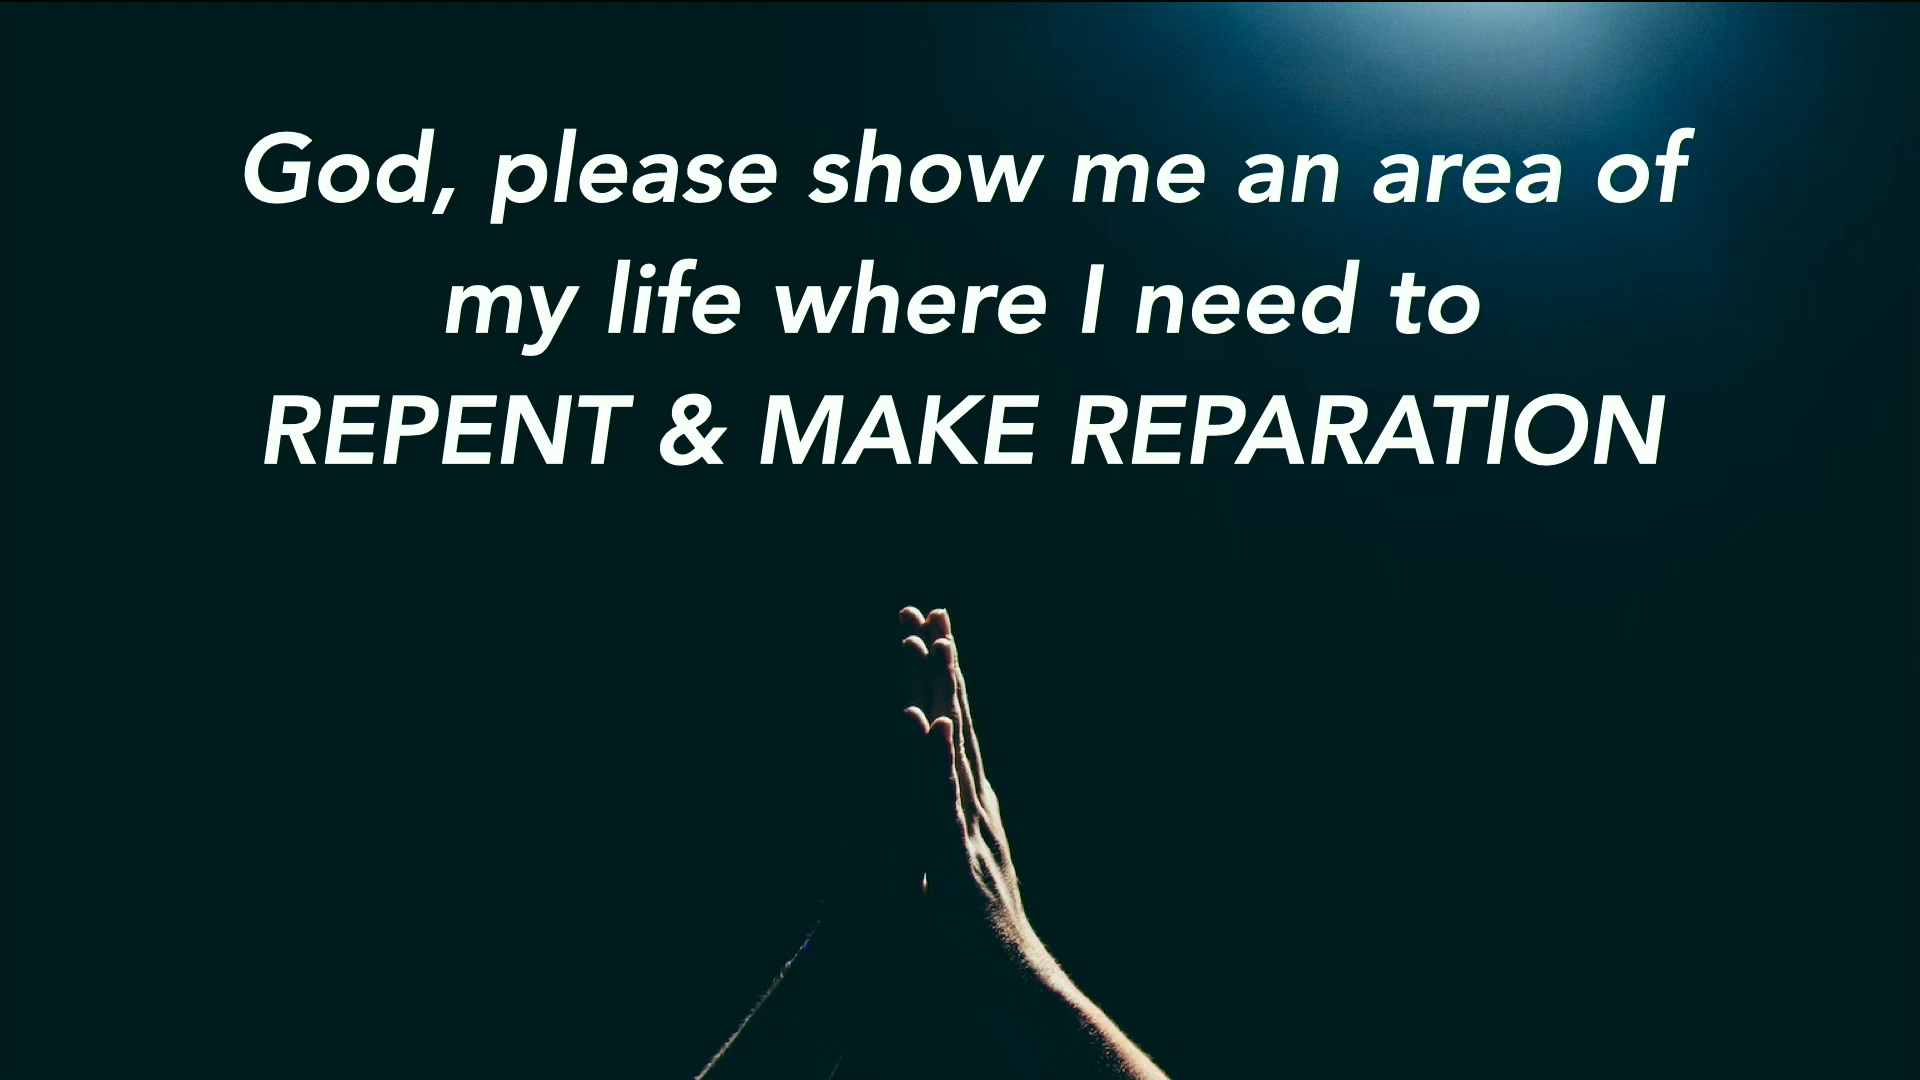 God, please show me an area of
my life where I need to
REPENT & MAKE REPARATION